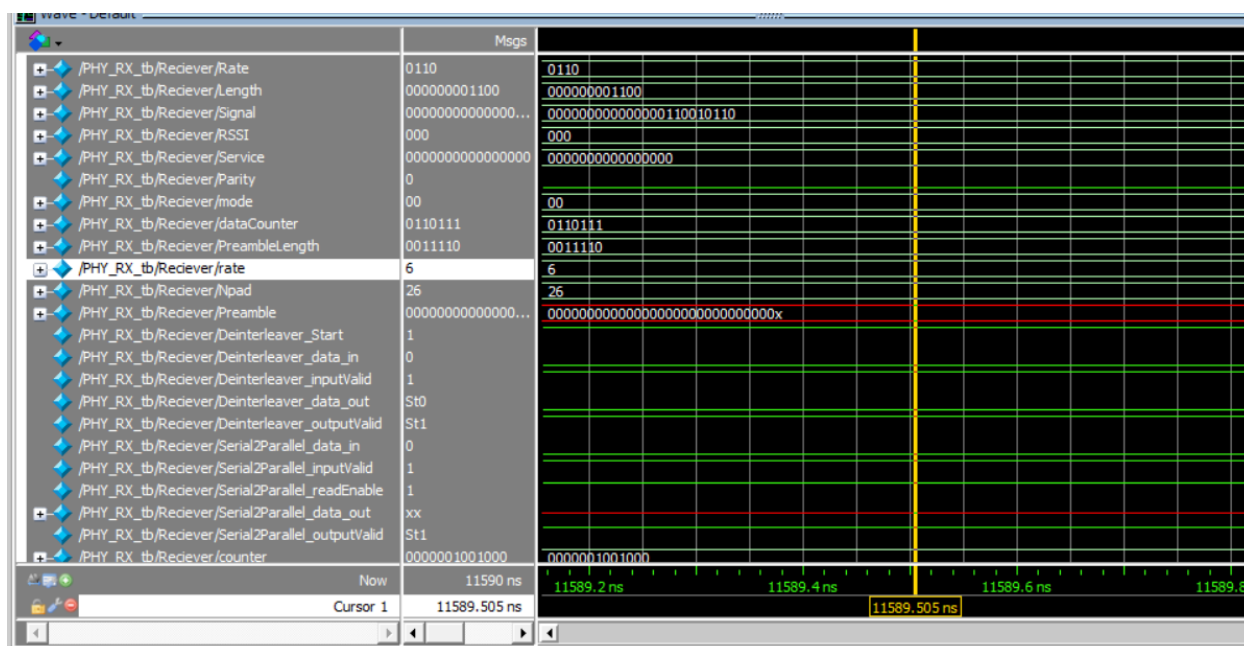 Wave - Default
Msgs
/PHY_RX_tb/Reciever/Rate 0110 0110
/PHY_RX_tb/Reciever/Length 000000001100 000000001100
/PHY_RX_tb/Reciever/Signal 00000000000000... 000000000000000110010110
/PHY_RX_tb/Reciever/RSSI 000 000
/PHY_RX_tb/Reciever/Service 0000000000000000 0000000000000000
/PHY_RX_tb/Reciever/Parity 0
/PHY_RX_tb/Reciever/mode 00 00
/PHY_RX_tb/Reciever/dataCounter 0110111 0110111
/PHY_RX_tb/Reciever/PreambleLength 0011110 0011110
/PHY_RX_tb/Reciever/rate 6 6
/PHY_RX_tb/Reciever/Npad 26 26
/PHY_RX_tb/Reciever/Preamble 00000000000000... 00000000000000000000000000000x
/PHY_RX_tb/Reciever/Deinterleaver_Start 1
/PHY_RX_tb/Reciever/Deinterleaver_data_in 0
/PHY_RX_tb/Reciever/Deinterleaver_inputValid 1
/PHY_RX_tb/Reciever/Deinterleaver_data_out St0
/PHY_RX_tb/Reciever/Deinterleaver_outputValid St1
/PHY_RX_tb/Reciever/Serial2Parallel_data_in 0
/PHY_RX_tb/Reciever/Serial2Parallel_inputValid 1
/PHY_RX_tb/Reciever/Serial2Parallel_readEnable 1
/PHY_RX_tb/Reciever/Serial2Parallel_data_out xx
/PHY_RX_tb/Reciever/Serial2Parallel_outputValid St1
/PHY_RX_tb/Reciever/counter 0000001001000 0000001001000
Now 11590 ns 11589.2 ns 11589.4 ns 11589.6 ns 11589.8
Cursor 1 11589.505 ns 11589.505 ns